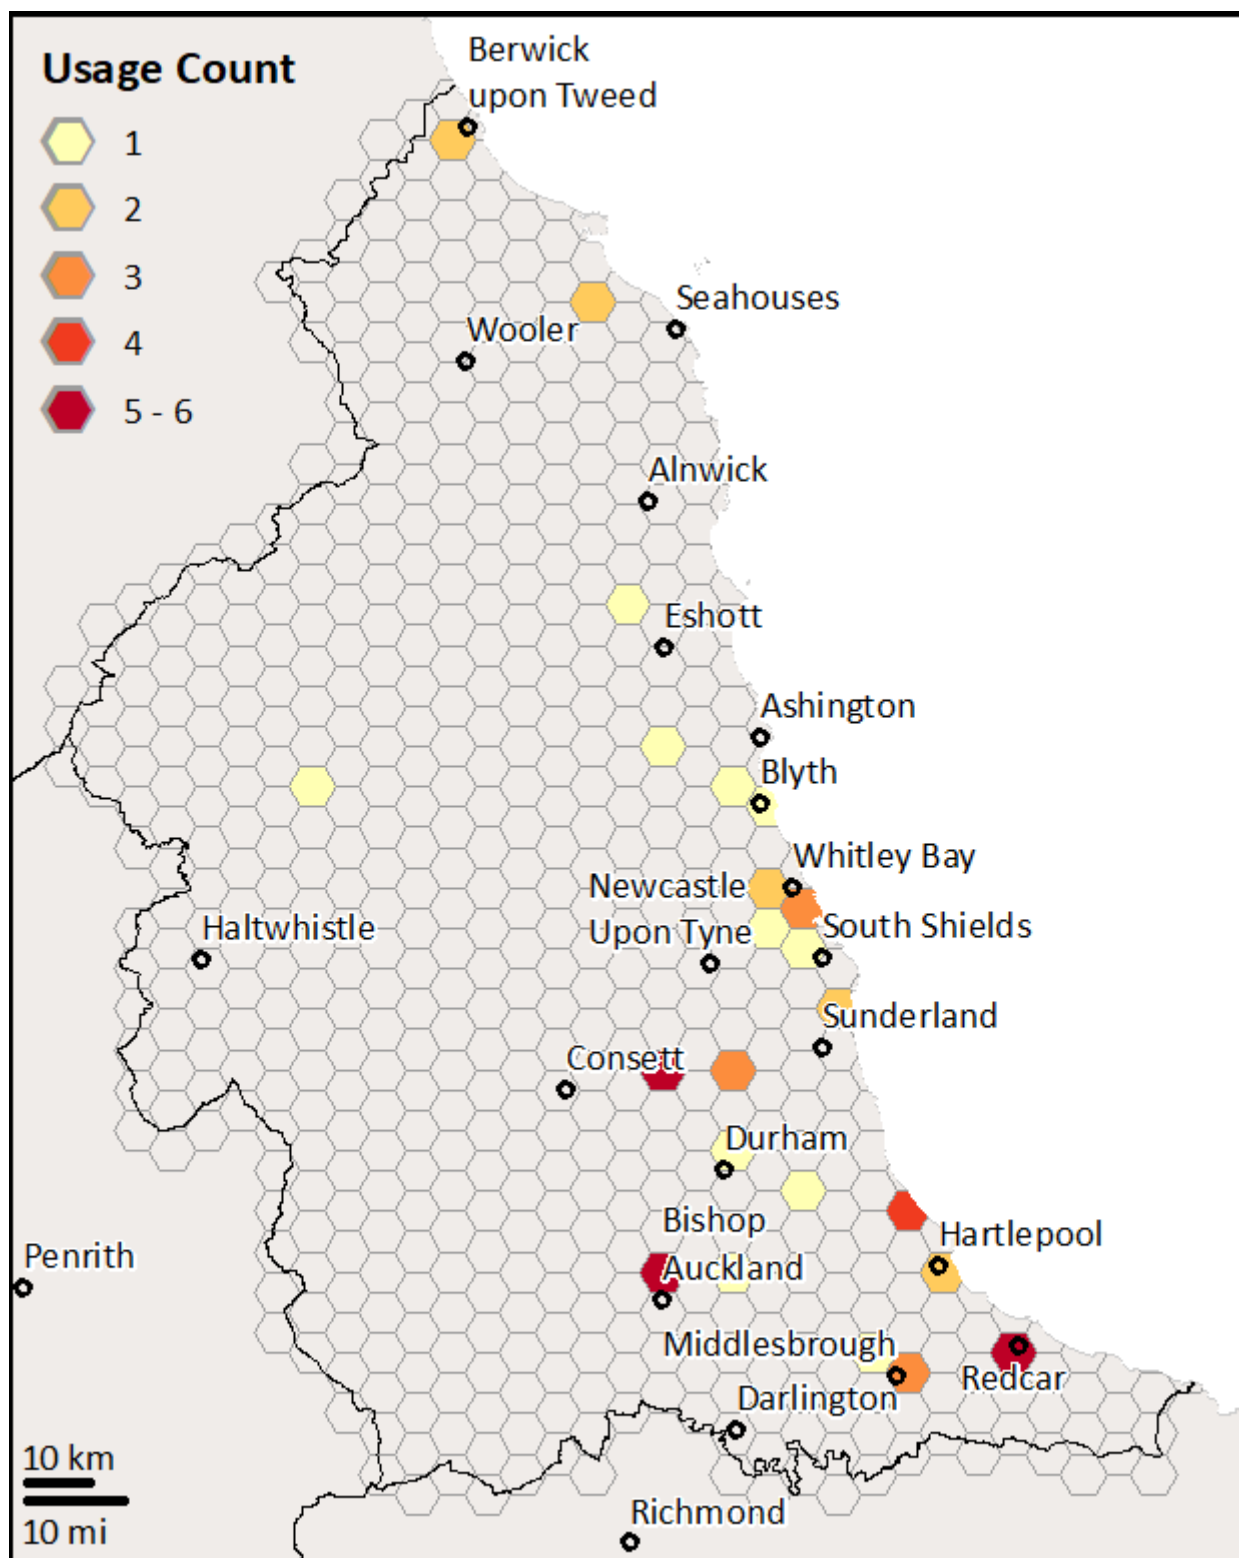 Usage Count
1
2
3
4
5 - 6
Berwick
upon Tweed
Seahouses
Wooler
Alnwick
Eshott
Ashington
Blyth
Whitley Bay
Newcastle
Upon Tyne
South Shields
Haltwhistle
Sunderland
Consett
Durham
Bishop
Auckland
Hartlepool
Penrith
Middlesbrough
Redcar
Darlington
10 km
10 mi
Richmond